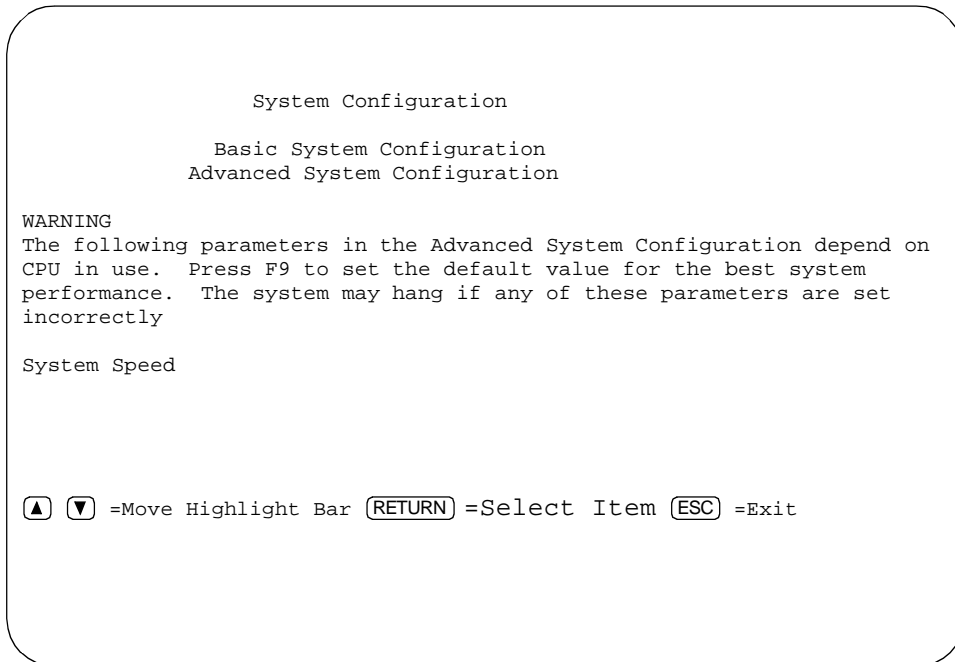 System Configuration
Basic System Configuration
Advanced System Configuration
WARNING
The following parameters in the Advanced System Configuration depend on
CPU in use.  Press F9 to set the default value for the best system
performance.  The system may hang if any of these parameters are set
incorrectly
System Speed
▲ ▼ =Move Highlight Bar RETURN =Select Item ESC =Exit